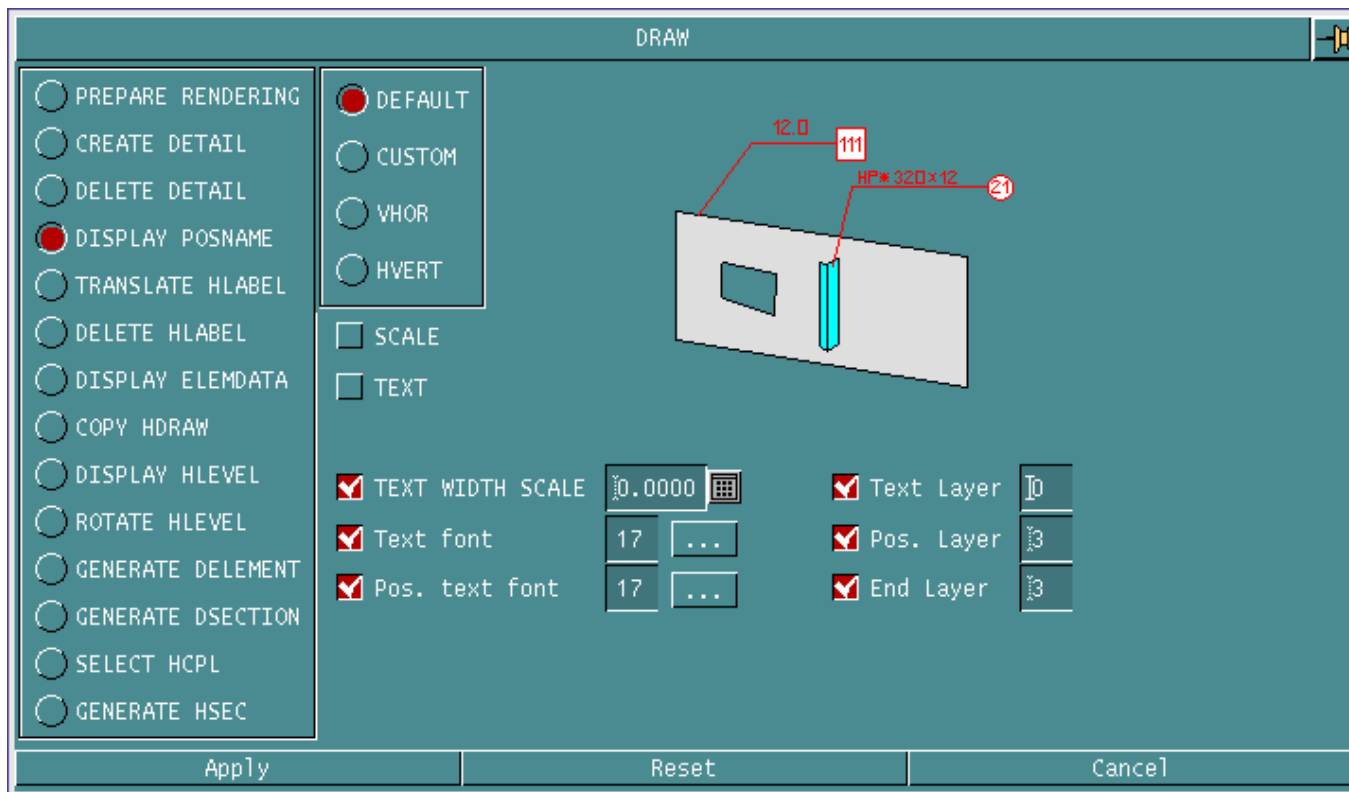 DRAW
PREPARE RENDERING
CREATE DETAIL
DELETE DETAIL
DISPLAY POSNAME
TRANSLATE HLABEL
DELETE HLABEL
DISPLAY ELEMDATA
COPY HDRAW
DISPLAY HLEVEL
ROTATE HLEVEL
GENERATE DELEMENT
GENERATE DSECTION
SELECT HCPL
GENERATE HSEC
DEFAULT
CUSTOM
VHOR
HVERT
SCALE
TEXT
12.0
111
HP*320x12
21
TEXT WIDTH SCALE 0.0000
Text font 17 ...
Pos. text font 17 ...
Text Layer 0
Pos. Layer 3
End Layer 3
Apply Reset Cancel